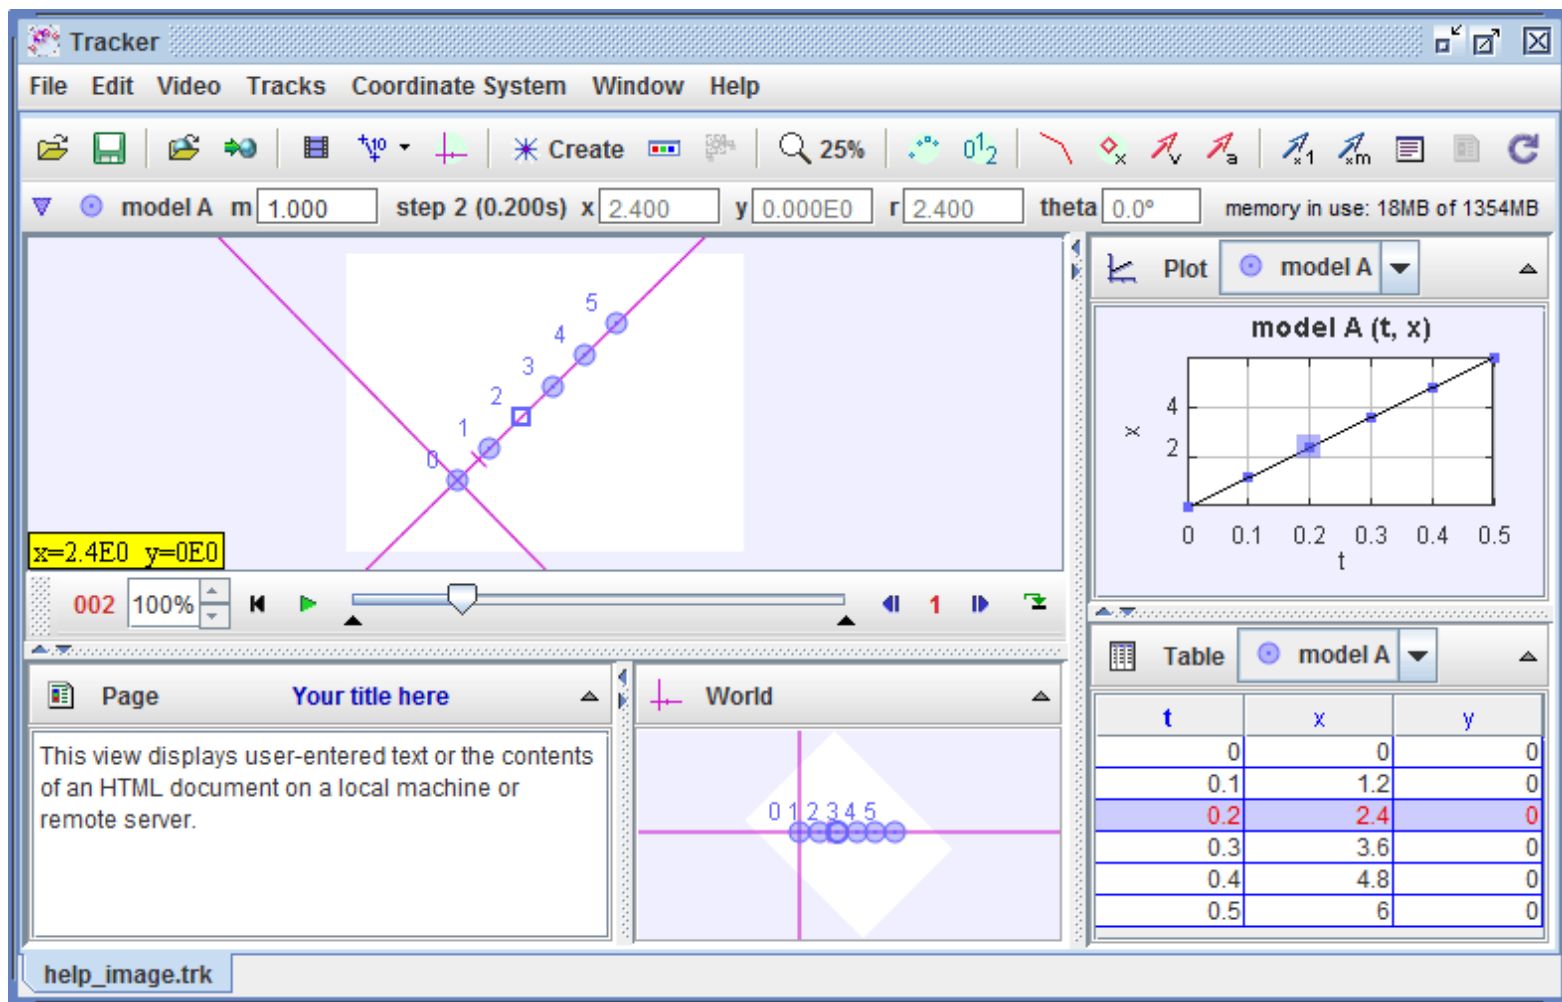 Tracker
File Edit Video Tracks Coordinate System Window Help
10 Create 25% 0 1 2 x v a x1 xm
model A m 1.000 step 2 (0.200s) x 2.400 y 0.000E0 r 2.400 theta 0.0° memory in use: 18MB of 1354MB
5
4
3
2
1
0
x=2.4E0 y=0E0
002 100% 1
Plot model A
model A (t, x)
x
4
2
0 0.1 0.2 0.3 0.4 0.5
t
Page Your title here
This view displays user-entered text or the contents
of an HTML document on a local machine or
remote server.
World
0 1 2 3 4 5
Table model A
t x y
0 0 0
0.1 1.2 0
0.2 2.4 0
0.3 3.6 0
0.4 4.8 0
0.5 6 0
help_image.trk